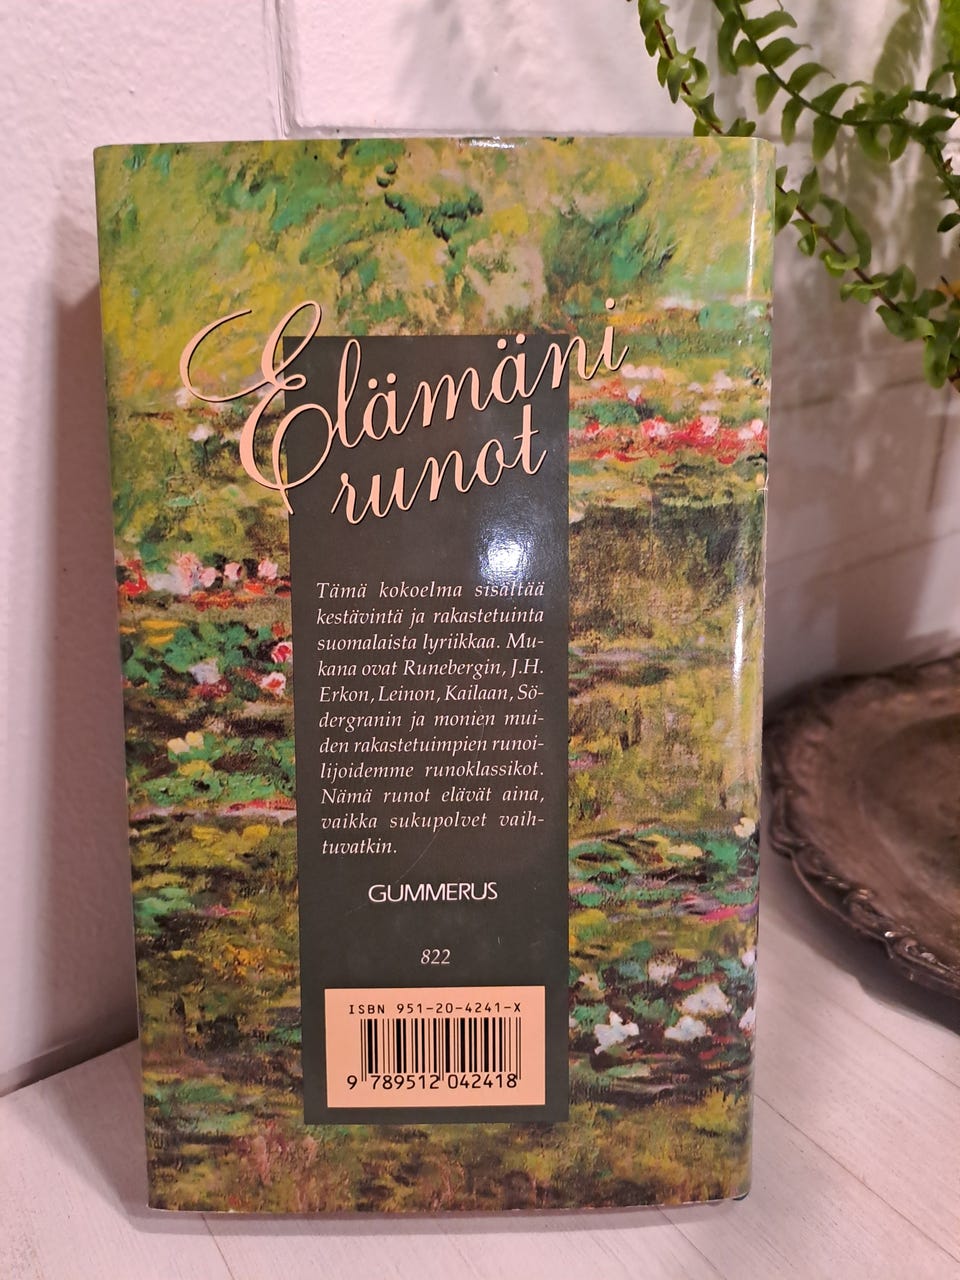 Elämäni
runot
Tämä kokoelma sisältää
kestävintä ja rakastetuinta
suomalaista lyriikkaa. Mu-
kana ovat Runebergin, J.H.
Erkon, Leinon, Kailaan, Sö-
dergranin ja monien mui-
den rakastetuimpien runoi-
lijoidemme runoklassikot.
Nämä runot elävät aina,
vaikka sukupolvet vaih-
tuvatkin.
GUMMERUS
822
ISBN 951-20-4241-X
9 789512 042418